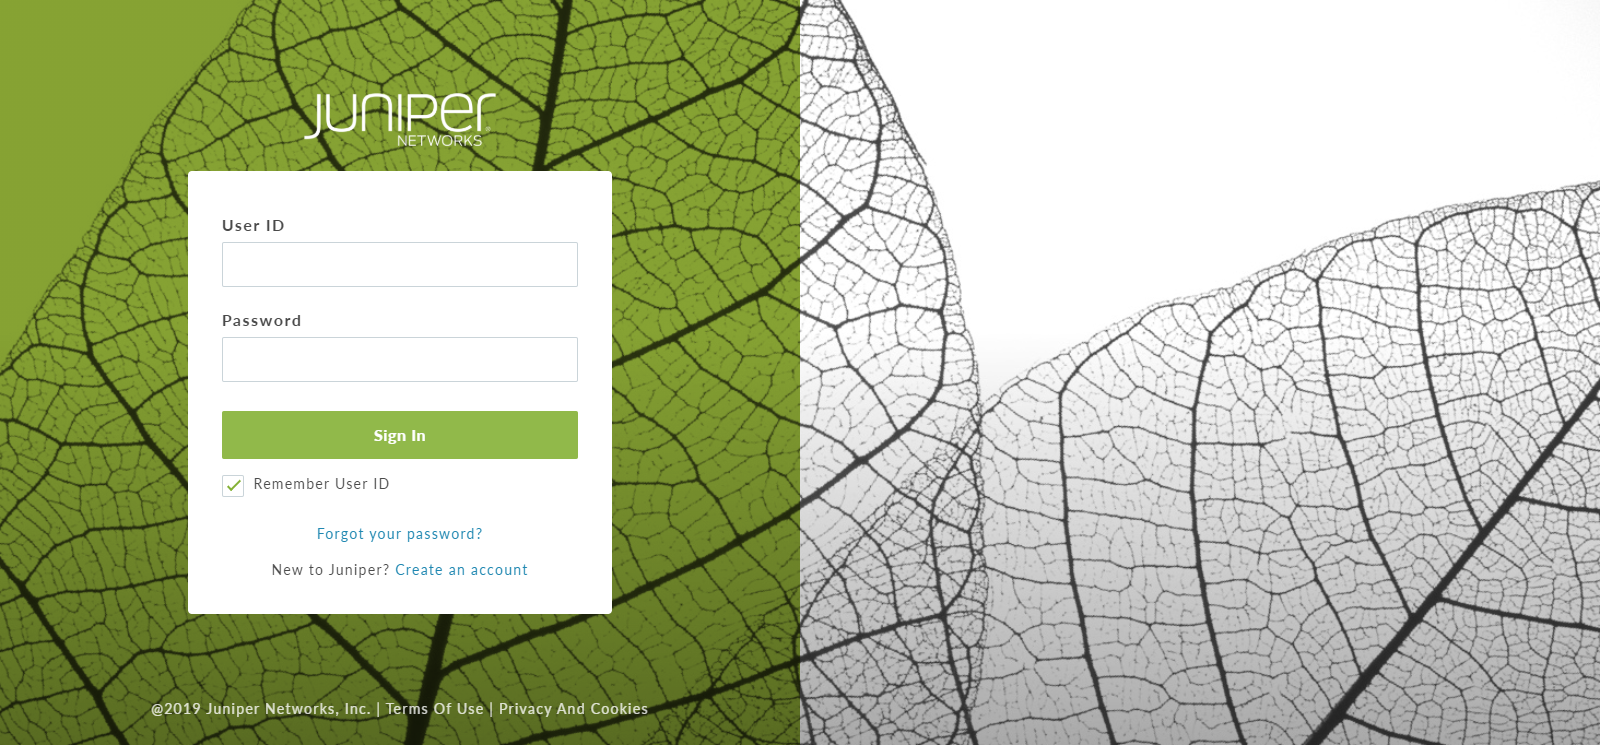 Juniper
NETWORKS
User ID
Password
Sign In
Remember User ID
Forgot your password?
New to Juniper? Create an account
@2019 Juniper Networks, Inc. | Terms Of Use | Privacy And Cookies